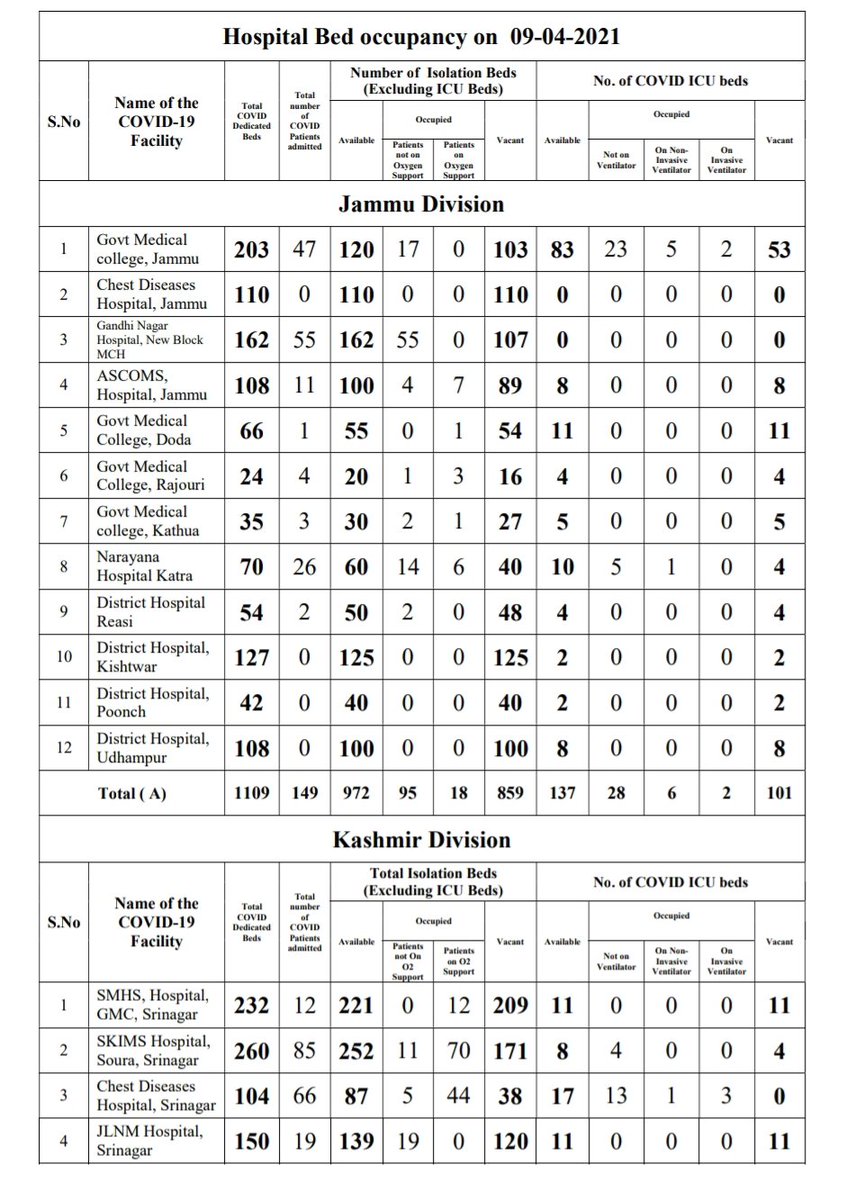 Hospital Bed occupancy on 09-04-2021
S.No
Name of the
COVID-19
Facility
Total
COVID
Dedicated
Beds
Total
number
of
COVID
Patients
admitted
Number of Isolation Beds
(Excluding ICU Beds)
No. of COVID ICU beds
Available
Occupied
Vacant
Available
Occupied
Vacant
Patients
not on
Oxygen
Support
Patients
on
Oxygen
Support
Not on
Ventilator
On Non-
Invasive
Ventilator
On
Invasive
Ventilator
Jammu Division
1 Govt Medical
college, Jammu 203 47 120 17 0 103 83 23 5 2 53
2 Chest Diseases
Hospital, Jammu 110 0 110 0 0 110 0 0 0 0 0
3 Gandhi Nagar
Hospital, New Block
MCH 162 55 162 55 0 107 0 0 0 0 0
4 ASCOMS,
Hospital, Jammu 108 11 100 4 7 89 8 0 0 0 8
5 Govt Medical
College, Doda 66 1 55 0 1 54 11 0 0 0 11
6 Govt Medical
College, Rajouri 24 4 20 1 3 16 4 0 0 0 4
7 Govt Medical
college, Kathua 35 3 30 2 1 27 5 0 0 0 5
8 Narayana
Hospital Katra 70 26 60 14 6 40 10 5 1 0 4
9 District Hospital
Reasi 54 2 50 2 0 48 4 0 0 0 4
10 District Hospital,
Kishtwar 127 0 125 0 0 125 2 0 0 0 2
11 District Hospital,
Poonch 42 0 40 0 0 40 2 0 0 0 2
12 District Hospital,
Udhampur 108 0 100 0 0 100 8 0 0 0 8
Total ( A) 1109 149 972 95 18 859 137 28 6 2 101
Kashmir Division
S.No
Name of the
COVID-19
Facility
Total
COVID
Dedicated
Beds
Total
number
of
COVID
Patients
admitted
Total Isolation Beds
(Excluding ICU Beds)
No. of COVID ICU beds
Available
Occupied
Vacant
Available
Occupied
Vacant
Patients
not On
O2
Support
Patients
on O2
Support
Not on
Ventilator
On Non-
Invasive
Ventilator
On
Invasive
Ventilator
1 SMHS, Hospital,
GMC, Srinagar 232 12 221 0 12 209 11 0 0 0 11
2 SKIMS Hospital,
Soura, Srinagar 260 85 252 11 70 171 8 4 0 0 4
3 Chest Diseases
Hospital, Srinagar 104 66 87 5 44 38 17 13 1 3 0
4 JLNM Hospital,
Srinagar 150 19 139 19 0 120 11 0 0 0 11